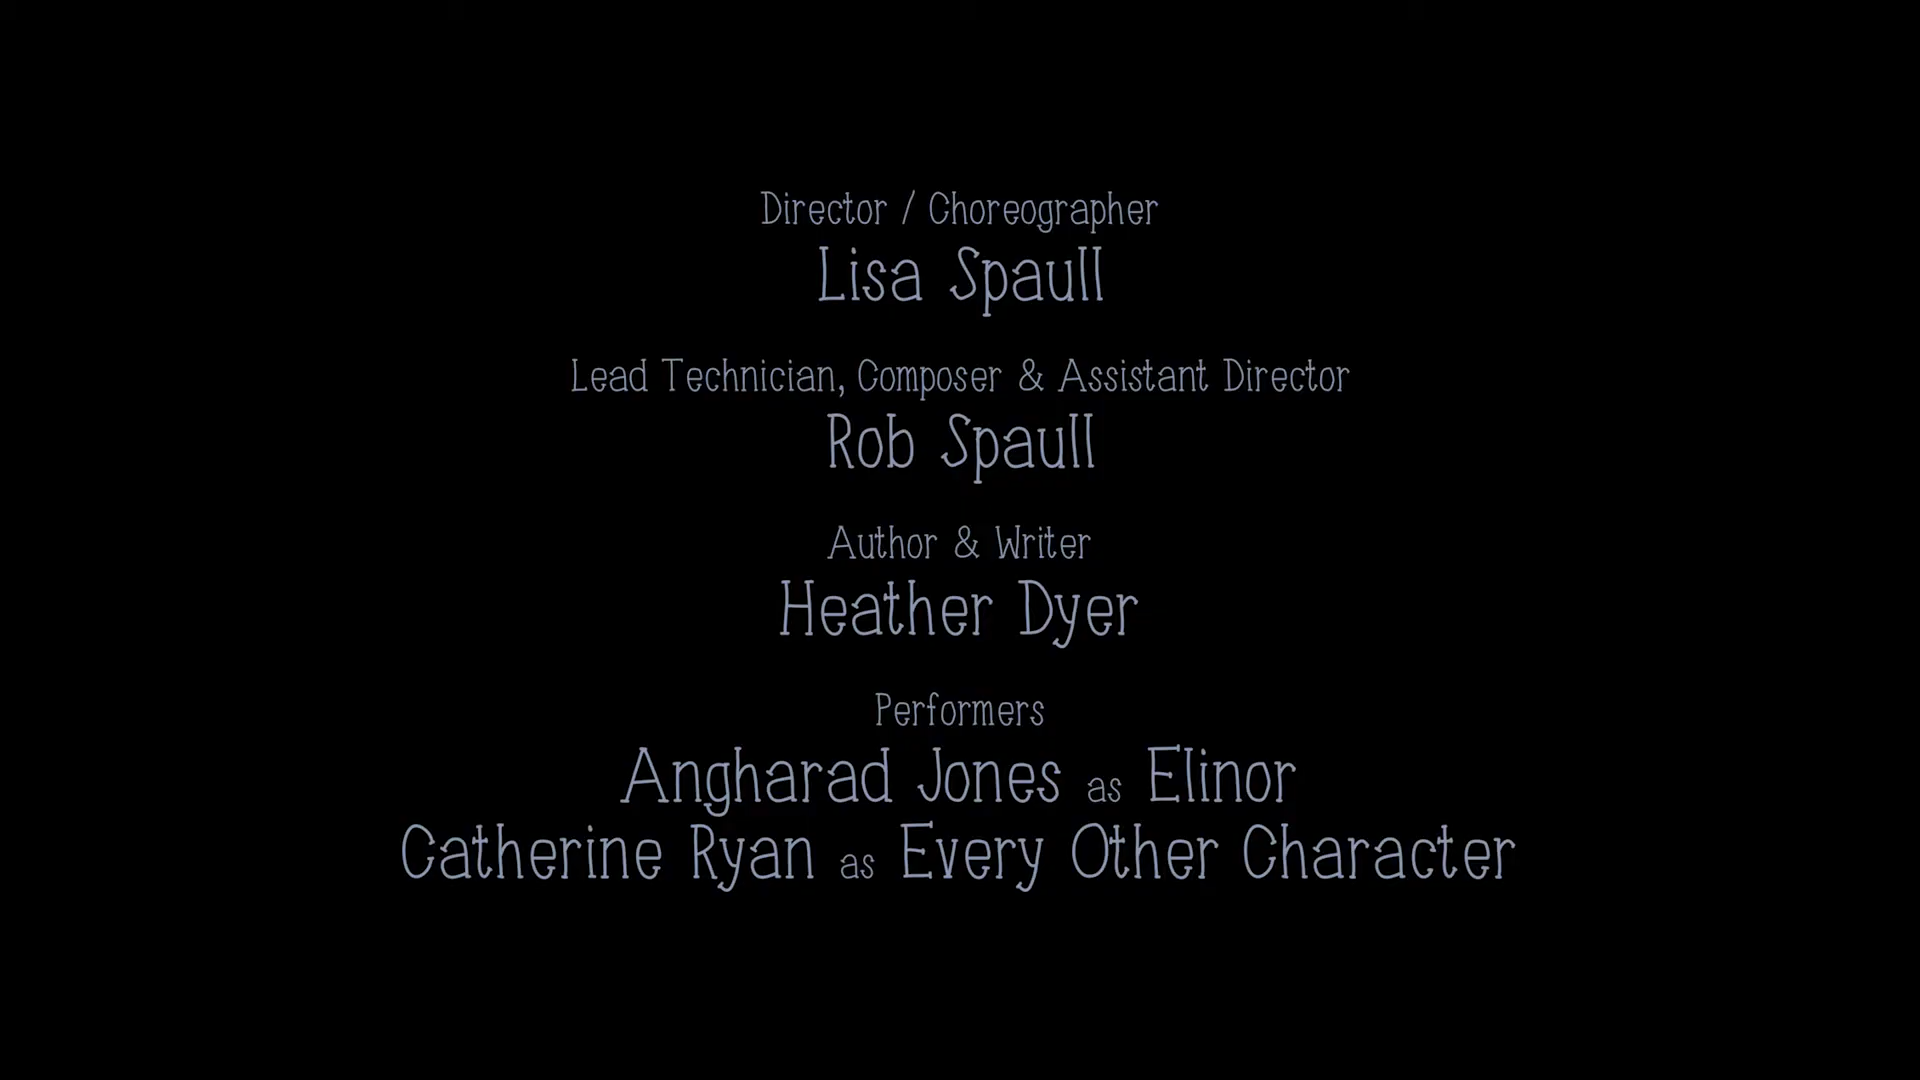 Director / Choreographer
Lisa Spaull
Lead Technician, Composer & Assistant Director
Rob Spaull
Author & Writer
Heather Dyer
Performers
Angharad Jones as Elinor
Catherine Ryan as Every Other Character